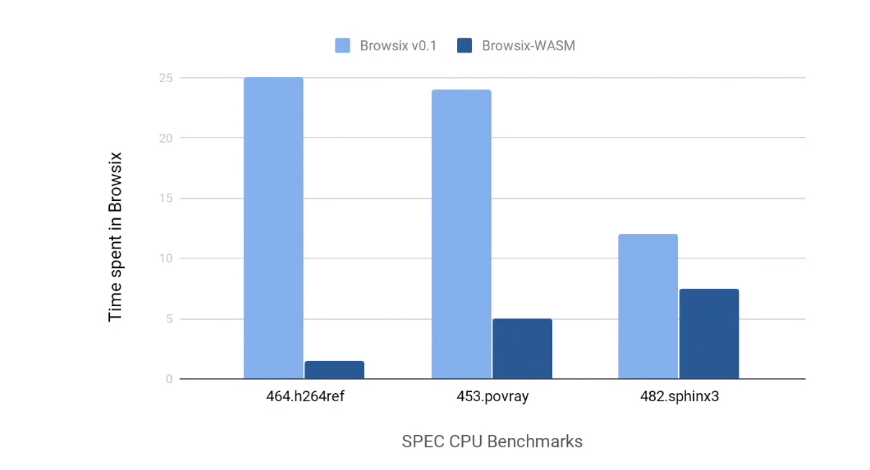 Browsix v0.1 Browsix-WASM
25
20
15
10
5
0
Time spent in Browsix
464.h264ref 453.povray 482.sphinx3
SPEC CPU Benchmarks